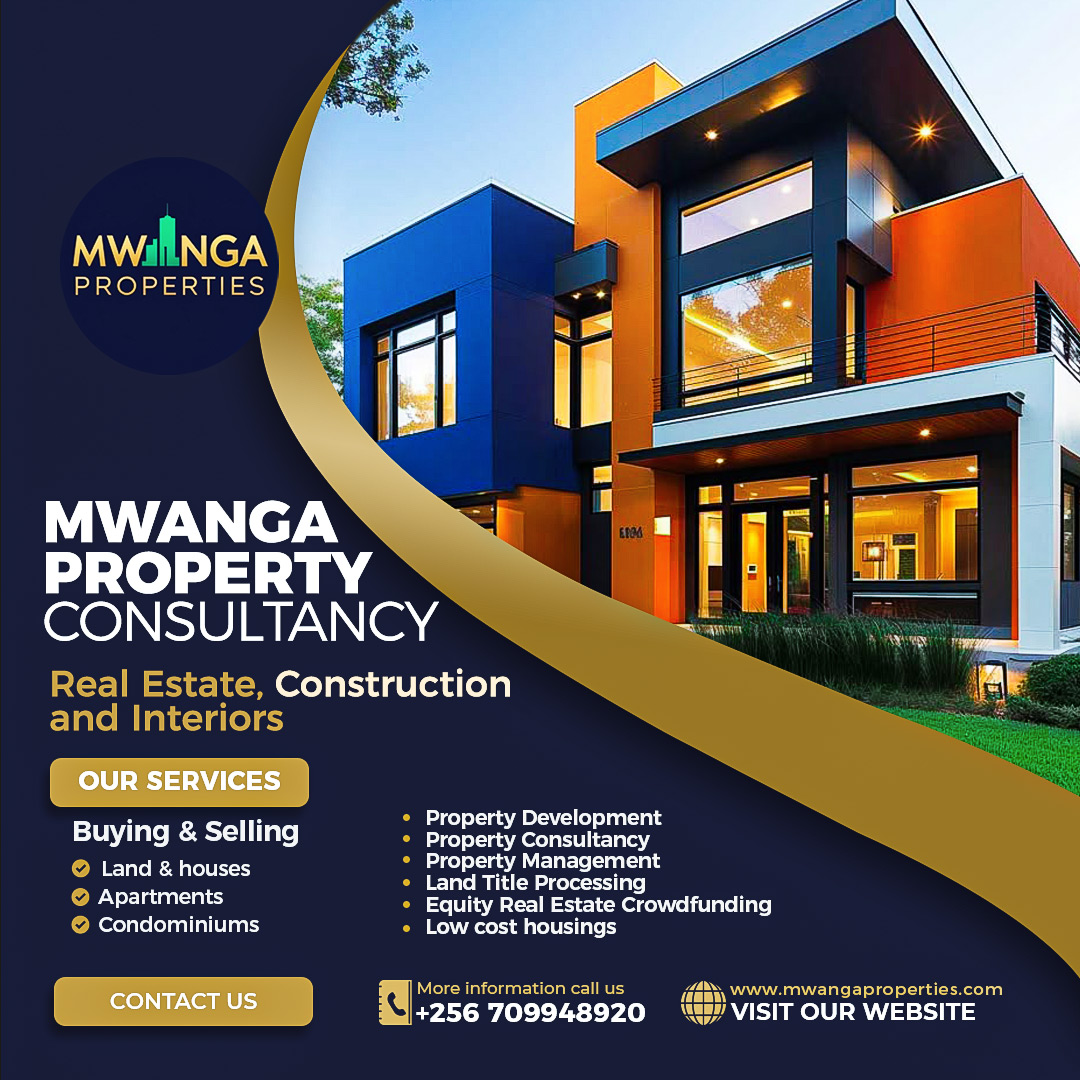 MWANGA
PROPERTIES
MWANGA
PROPERTY
CONSULTANCY
Real Estate, Construction
and Interiors
OUR SERVICES
Buying & Selling
Land & houses
Apartments
Condominiums
• Property Development
• Property Consultancy
• Property Management
• Land Title Processing
• Equity Real Estate Crowdfunding
• Low cost housings
CONTACT US
More information call us
+256 709948920
www.mwangaproperties.com
VISIT OUR WEBSITE